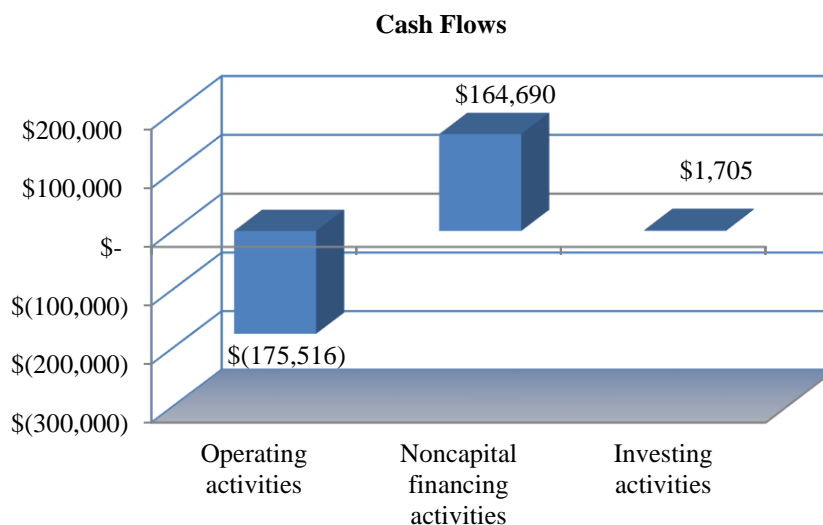 Cash Flows
$164,690
$200,000
$1,705
$100,000
$-
$(100,000)
$(175,516)
$(200,000)
$(300,000)
Operating
activities
Noncapital
financing
activities
Investing
activities